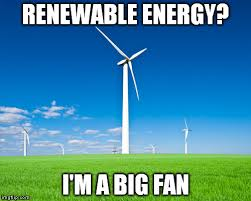 RENEWABLE ENERGY?
I'M A BIG FAN
imgflip.com